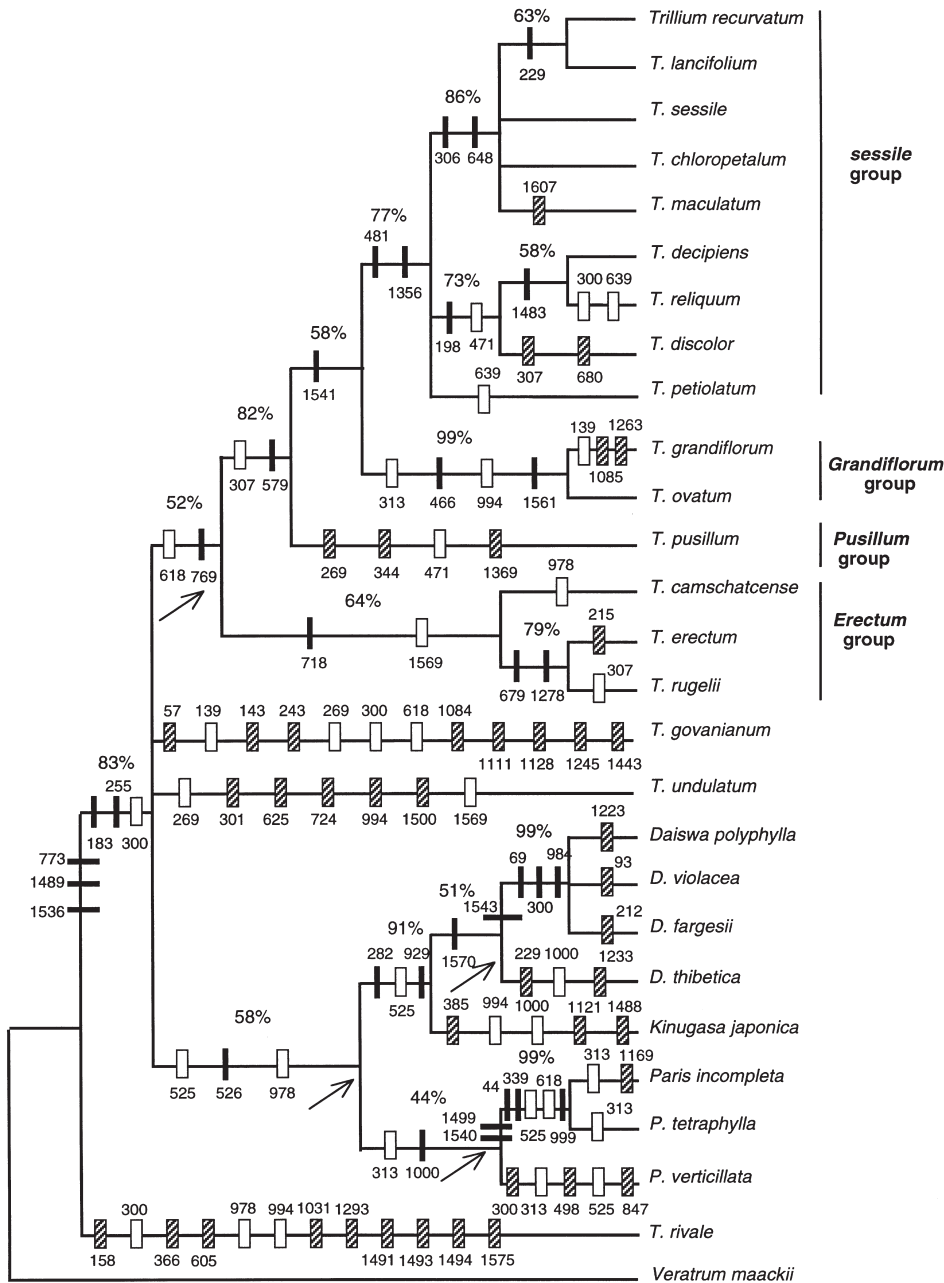 63%
Trillium recurvatum
229
T. lancifolium
86%
T. sessile
306 648
T. chloropetalum
sessile
group
1607
T. maculatum
77%
481
1356
T. decipiens
73%
58%
300 639
T. reliquum
198 471
1483
T. discolor
307 680
58%
1541
639
T. petiolatum
82%
307 579
99%
139 1263
T. grandiflorum
1085
Grandiflorum
group
313 466 994 1561
T. ovatum
52%
618 769
T. pusillum
Pusillum
group
269 344 471 1369
978
T. camschatcense
64%
718 1569
79%
215
T. erectum
Erectum
group
679 1278
307
T. rugelii
57 139 143 243 269 300 618 1084
T. govanianum
1111 1128 1245 1443
83%
255
183 300
T. undulatum
269 301 625 724 994 1500 1569
773
1489
1536
99%
1223
Daiswa polyphylla
69 984
300
93
D. violacea
51%
1543
212
D. fargesii
91%
282 929
1570
525
229 1000 1233
D. thibetica
1000 1121 1488
385 994
Kinugasa japonica
58%
525 526 978
99%
313 1169
Paris incompleta
44 339 618
525 999
44%
1499
1540
313
P. tetraphylla
313 1000
P. verticillata
300 313 498 525 847
300 978 994 1031 1293
T. rivale
158 366 605 1491 1493 1494 1575
Veratrum maackii